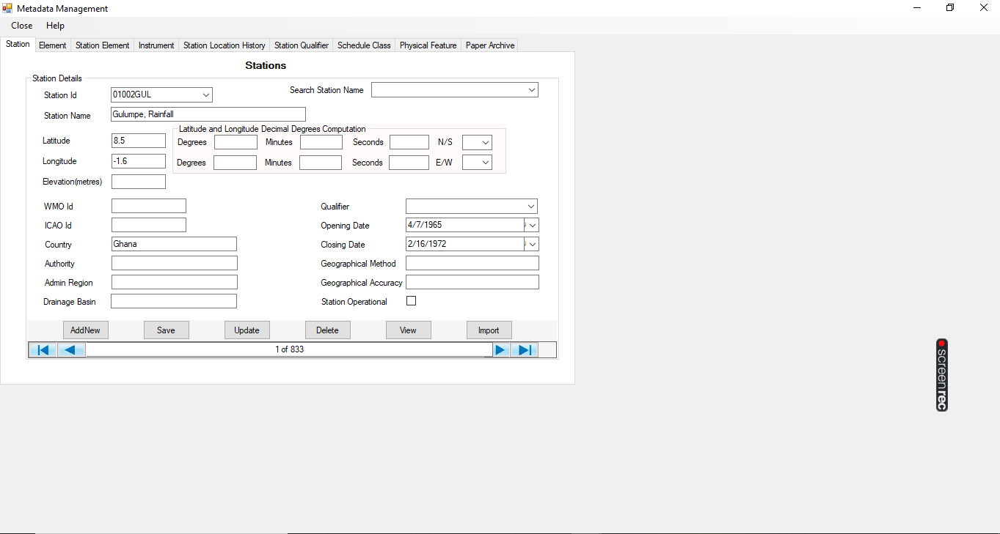 Metadata Management
Close Help
Station Element Station Element Instrument Station Location History Station Qualifier Schedule Class Physical Feature Paper Archive
Stations
Station Details
Station Id 01002GUL Search Station Name
Station Name Gulumpe, Rainfall
Latitude and Longitude Decimal Degrees Computation
Latitude 8.5 Degrees Minutes Seconds N/S
Longitude -1.6 Degrees Minutes Seconds E/W
Elevation(metres)
WMO Id Qualifier
ICAO Id Opening Date 4/7/1965
Country Ghana Closing Date 2/16/1972
Authority Geographical Method
Admin Region Geographical Accuracy
Drainage Basin Station Operational
AddNew Save Update Delete View Import
1 of 833
screenrec